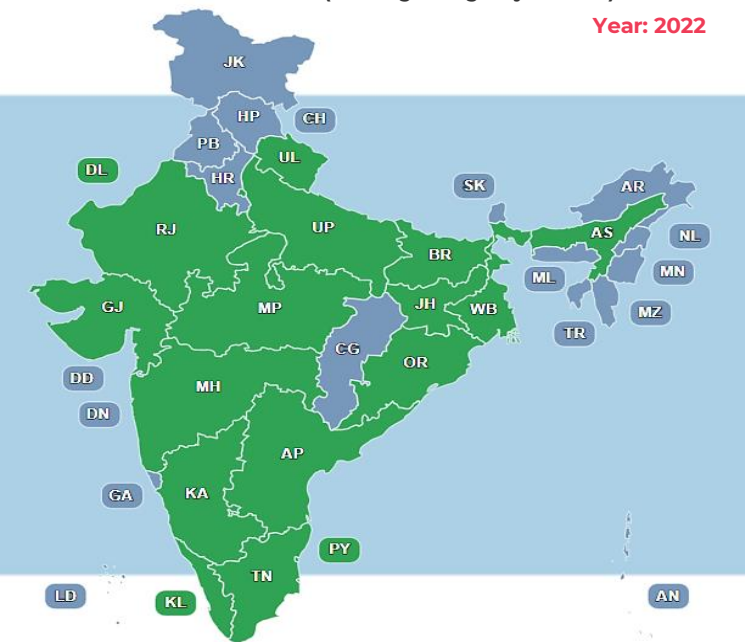 Year: 2022
JK
HP
CH
PB
UL
DL
HR
SK
AR
RJ
UP
AS
NL
BR
MN
ML
GJ
MP
JH
WB
MZ
TR
CG
OR
DD
MH
DN
AP
GA
KA
PY
TN
LD
KL
AN